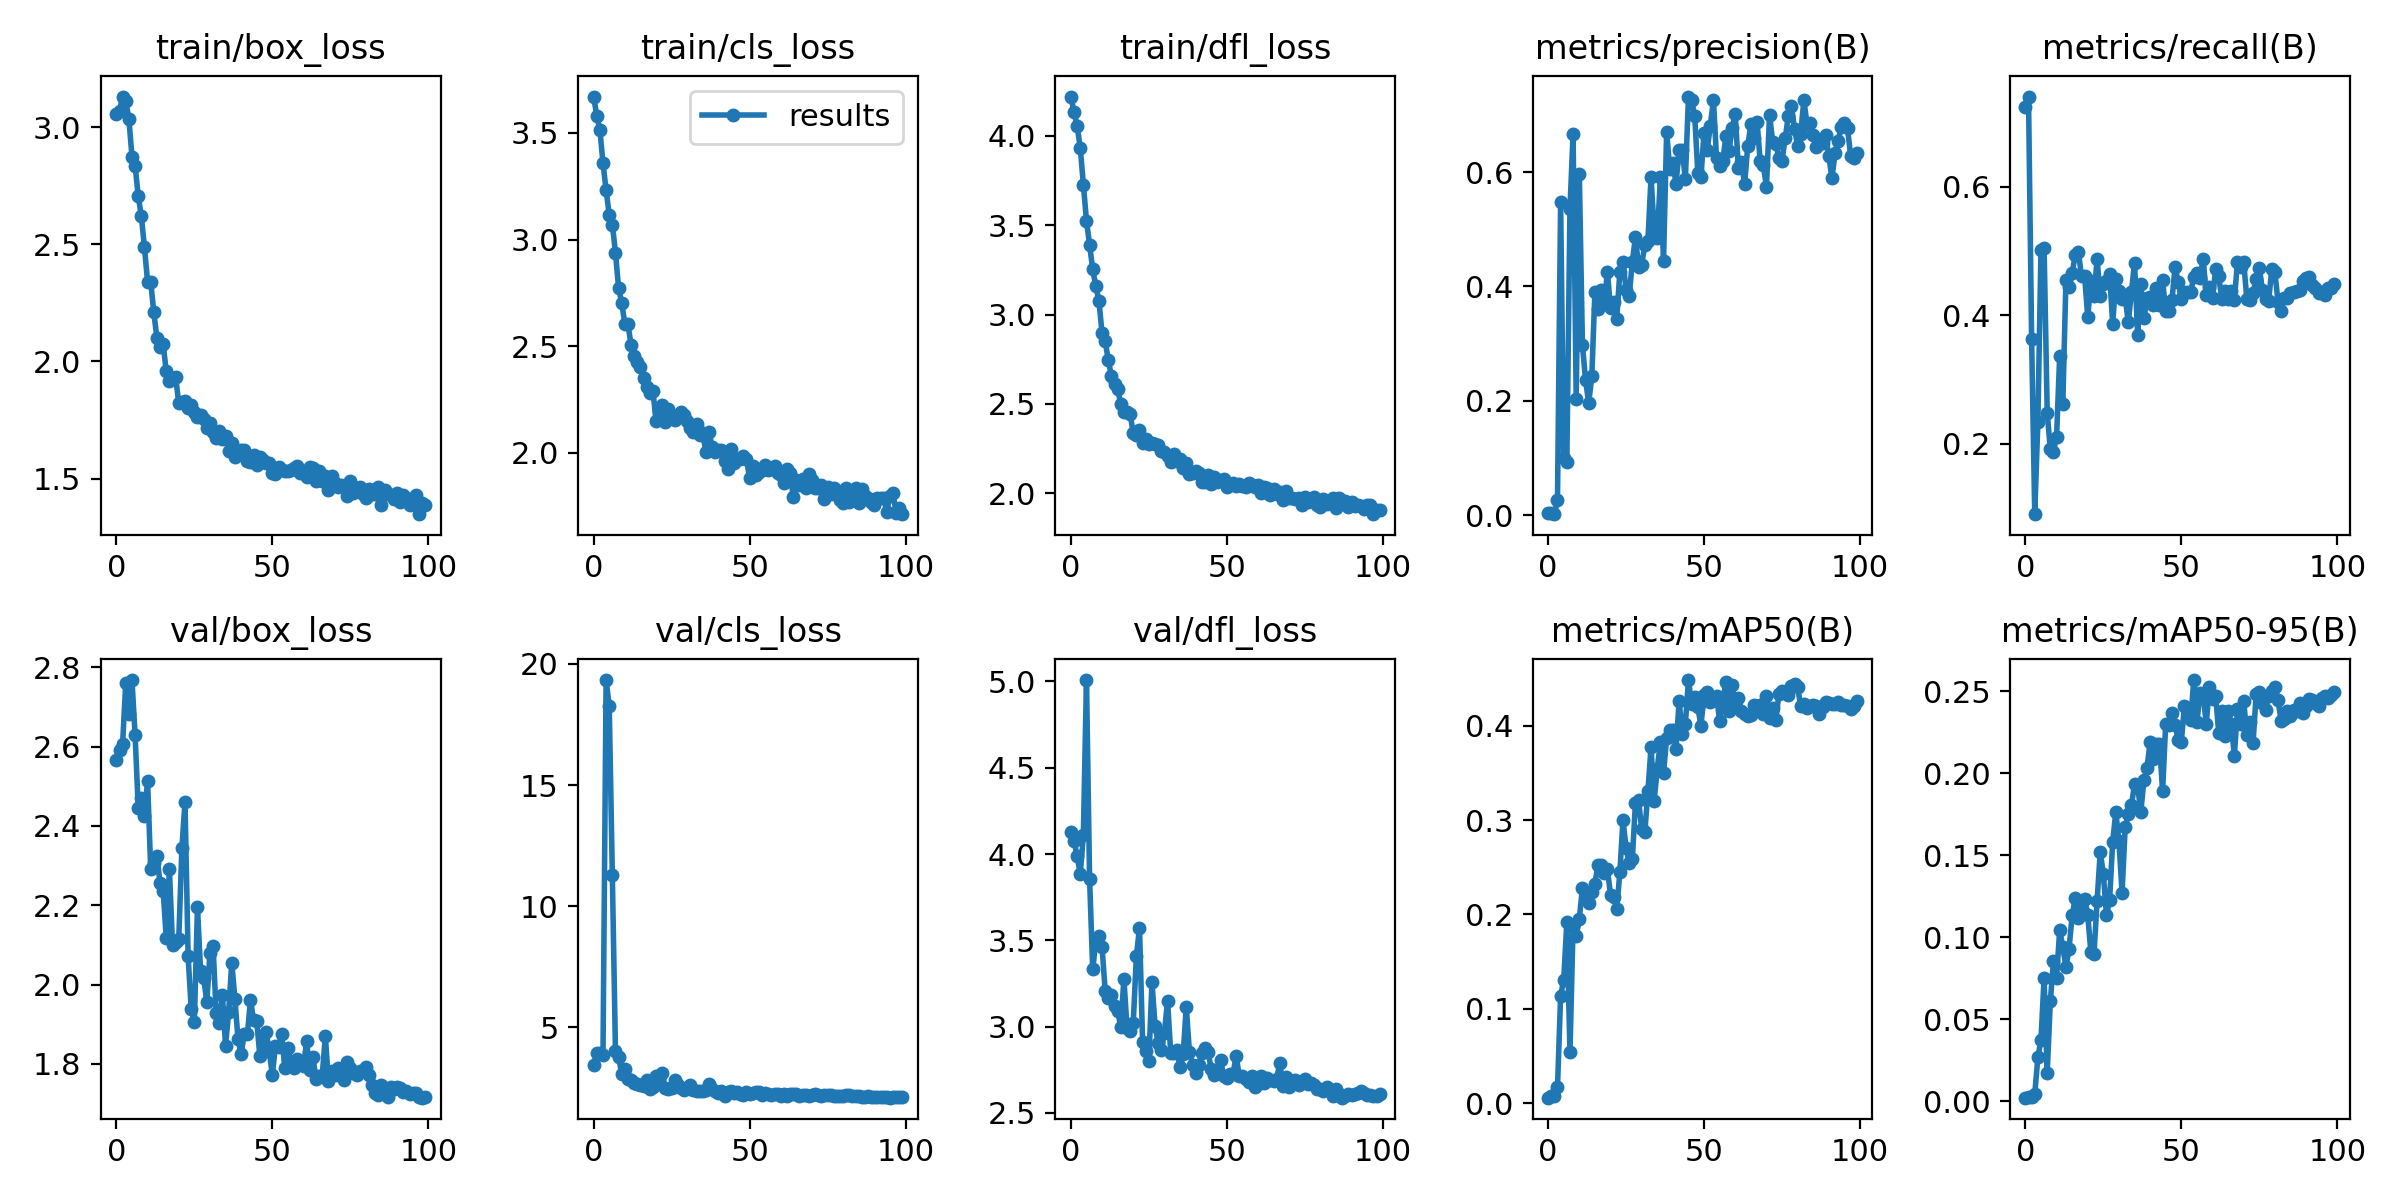 train/box_loss
3.0
2.5
2.0
1.5
0 50 100
train/cls_loss
results
3.5
3.0
2.5
2.0
0 50 100
train/dfl_loss
4.0
3.5
3.0
2.5
2.0
0 50 100
metrics/precision(B)
0.6
0.4
0.2
0.0
0 50 100
metrics/recall(B)
0.6
0.4
0.2
0 50 100
val/box_loss
2.8
2.6
2.4
2.2
2.0
1.8
0 50 100
val/cls_loss
20
15
10
5
0 50 100
val/dfl_loss
5.0
4.5
4.0
3.5
3.0
2.5
0 50 100
metrics/mAP50(B)
0.4
0.3
0.2
0.1
0.0
0 50 100
metrics/mAP50-95(B)
0.25
0.20
0.15
0.10
0.05
0.00
0 50 100